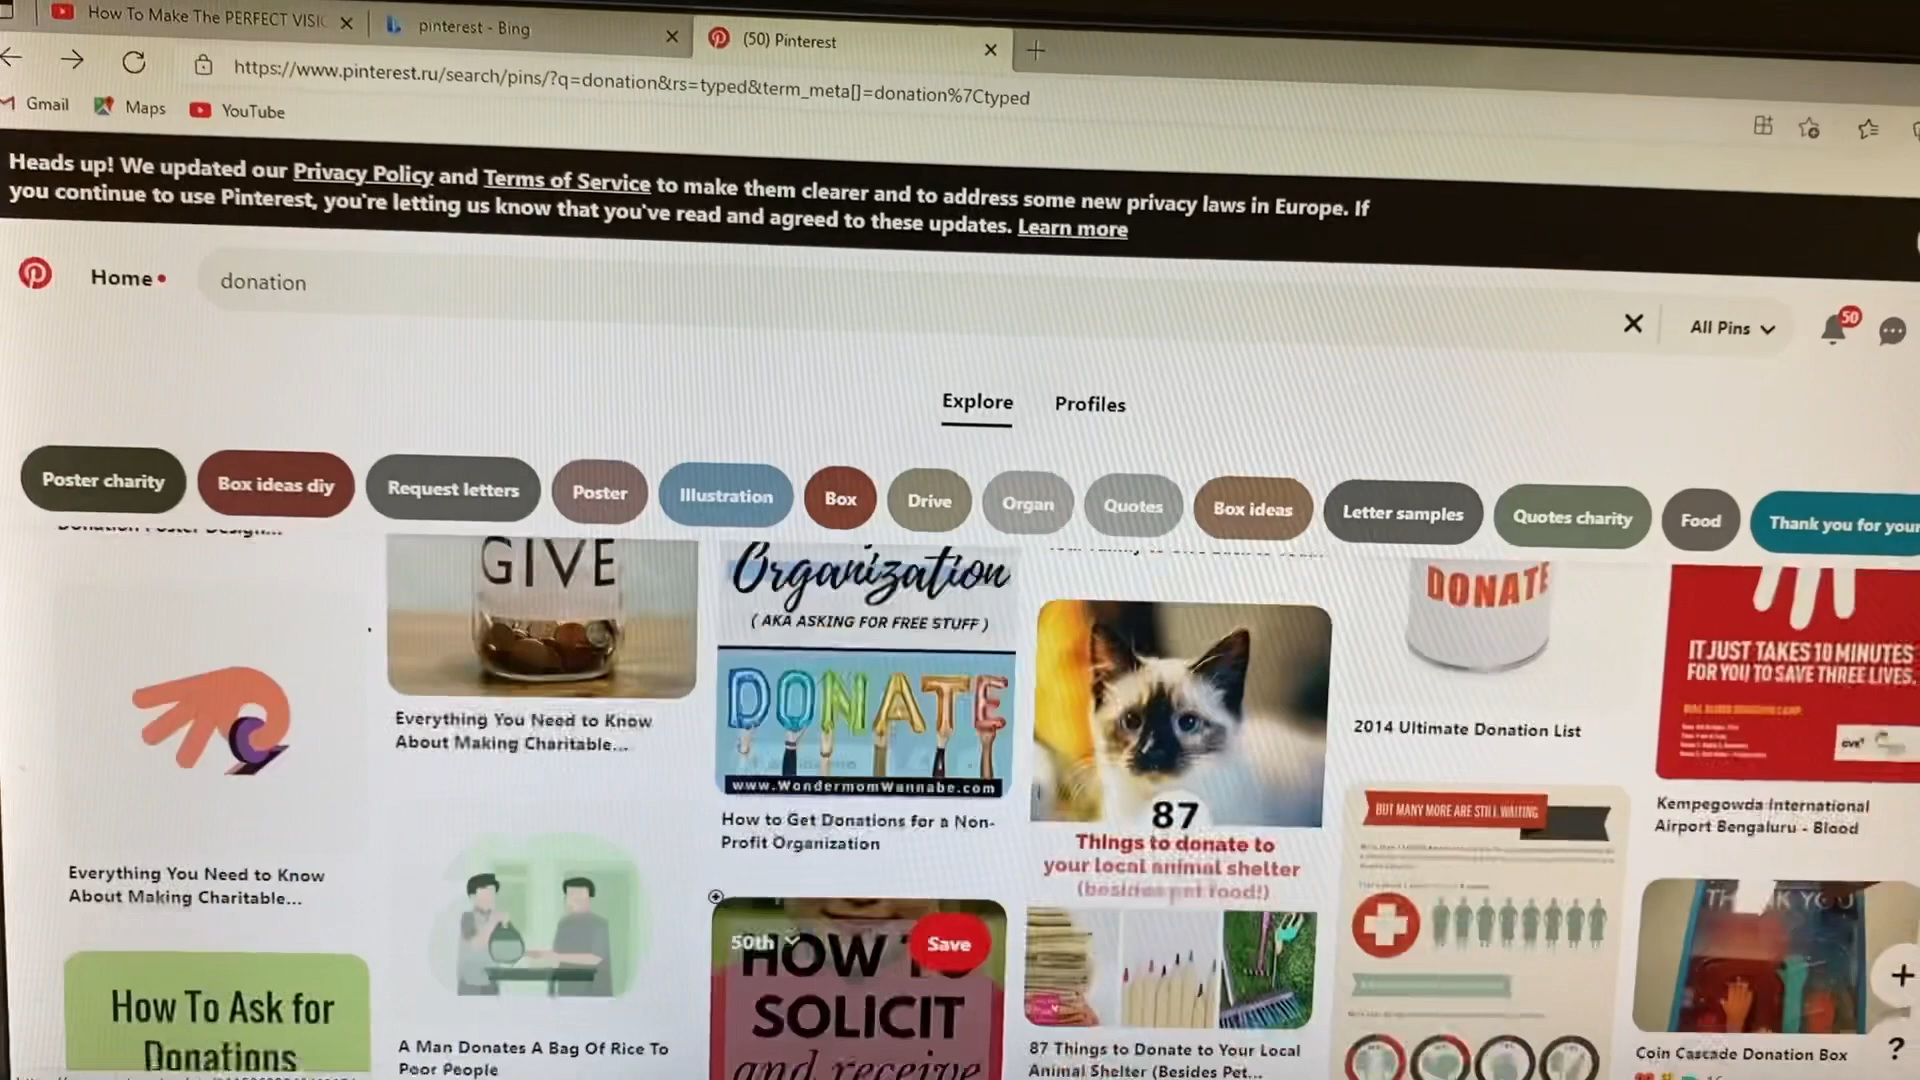 How To Make The PERFECT VISIO
pinterest - Bing
(50) Pinterest
https://www.pinterest.ru/search/pins/?q=donation&rs=typed&term_meta[]=donation%7Ctyped
Gmail
Maps
YouTube
Heads up! We updated our Privacy Policy and Terms of Service to make them clearer and to address some new privacy laws in Europe. If
you continue to use Pinterest, you're letting us know that you've read and agreed to these updates. Learn more
Home
donation
All Pins
50
Explore
Profiles
Poster charity
Box ideas diy
Request letters
Poster
Illustration
Box
Drive
Organ
Quotes
Box ideas
Letter samples
Quotes charity
Food
Thank you for your
Donation Poster Design...
Everything You Need to Know
About Making Charitable...
How To Ask for
Donations
GIVE
Everything You Need to Know
About Making Charitable...
A Man Donates A Bag Of Rice To
Poor People
Organization
( AKA ASKING FOR FREE STUFF )
DONATE
www.WondermomWannabe.com
How to Get Donations for a Non-
Profit Organization
50th
Save
HOW TO
SOLICIT
and receive
87
Things to donate to
your local animal shelter
(besides pet food!)
87 Things to Donate to Your Local
Animal Shelter (Besides Pet...
DONATE
2014 Ultimate Donation List
BUT MANY MORE ARE STILL WAITING
IT JUST TAKES 10 MINUTES
FOR YOU TO SAVE THREE LIVES.
Kempegowda International
Airport Bengaluru - Blood
THANK YOU
Coin Cascade Donation Box